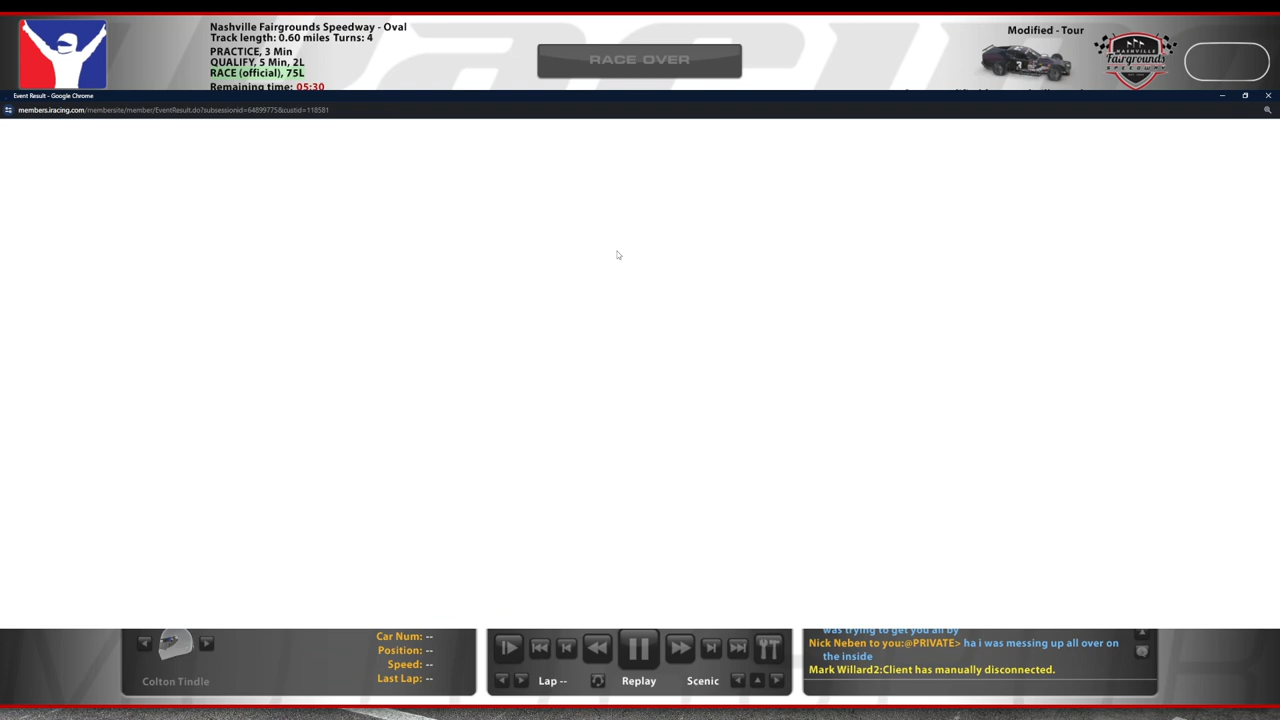 Nashville Fairgrounds Speedway - Oval
Track length: 0.60 miles Turns: 4
PRACTICE, 3 Min
QUALIFY, 5 Min, 2L
RACE (official), 75L
Remaining time: 05:30
RACE OVER
Modified - Tour
Fairgrounds
SPEEDWAY
Event Result - Google Chrome
members.iracing.com/membersite/member/EventResult.do?subsessionid=64899775&custid=118581
Car Num: --
Position: --
Speed: --
Last Lap: --
Colton Tindle
Lap --
Replay
Scenic
was trying to get you all by
Nick Neben to you:@PRIVATE> ha i was messing up all over on
the inside
Mark Willard2:Client has manually disconnected.